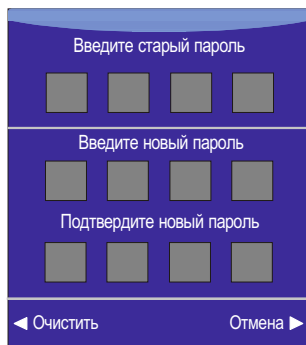 Введите старый пароль
Введите новый пароль
Подтвердите новый пароль
◄ Очистить Отмена ►